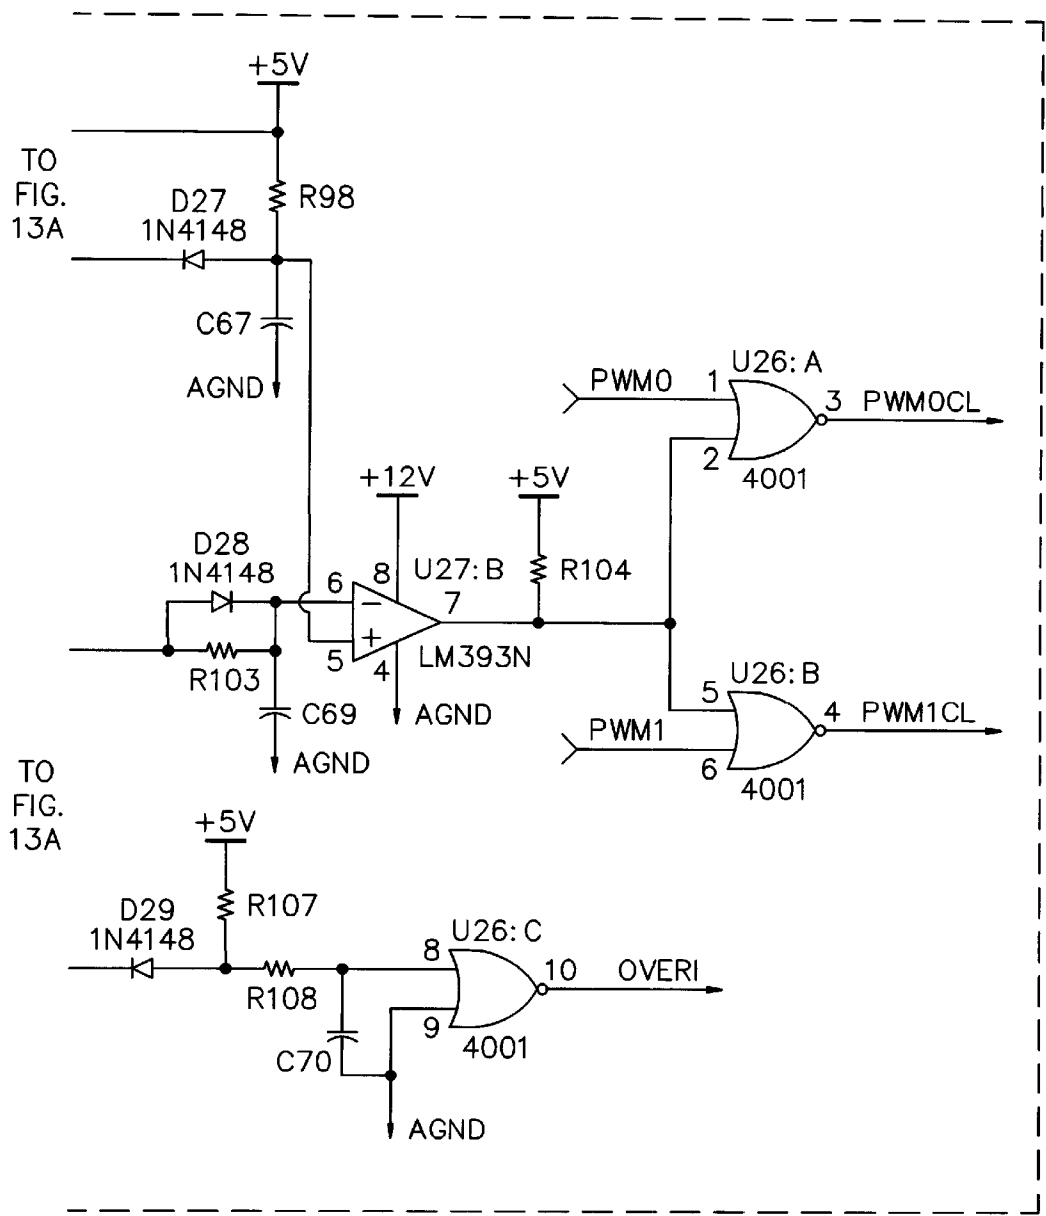 +5V
TO
FIG.
13A
R98
D27
1N4148
C67
AGND
U26:A
PWM0
1
3
PWM0CL
2
4001
+12V
+5V
D28
1N4148
6
8
U27:B
R104
7
−
+
5
4
LM393N
R103
C69
AGND
AGND
U26:B
5
4
PWM1CL
PWM1
6
4001
TO
FIG.
13A
+5V
R107
D29
1N4148
U26:C
8
10
OVERI
R108
9
4001
C70
AGND